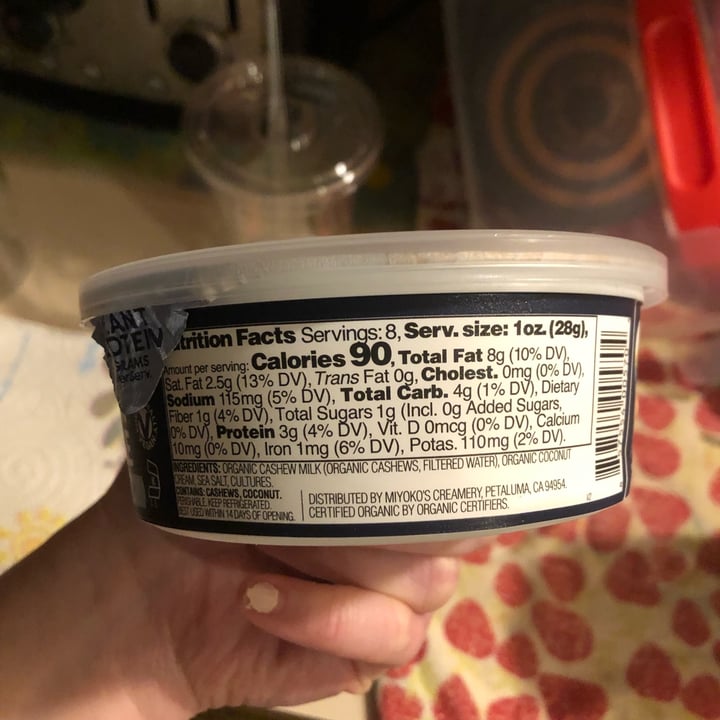 ANT
OTEIN
GRAMS
er Serv.
trition Facts Servings: 8, Serv. size: 1oz. (28g),
Amount per serving: Calories 90, Total Fat 8g (10% DV),
Sat. Fat 2.5g (13% DV), Trans Fat 0g, Cholest. 0mg (0% DV),
Sodium 115mg (5% DV), Total Carb. 4g (1% DV), Dietary
Fiber 1g (4% DV), Total Sugars 1g (Incl. 0g Added Sugars,
0% DV), Protein 3g (4% DV), Vit. D 0mcg (0% DV), Calcium
10mg (0% DV), Iron 1mg (6% DV), Potas. 110mg (2% DV).
INGREDIENTS: ORGANIC CASHEW MILK (ORGANIC CASHEWS, FILTERED WATER), ORGANIC COCONUT
CREAM, SEA SALT, CULTURES.
CONTAINS: CASHEWS, COCONUT.
PERISHABLE. KEEP REFRIGERATED.
BEST USED WITHIN 14 DAYS OF OPENING.
DISTRIBUTED BY MIYOKO'S CREAMERY, PETALUMA, CA 94954.
CERTIFIED ORGANIC BY ORGANIC CERTIFIERS.